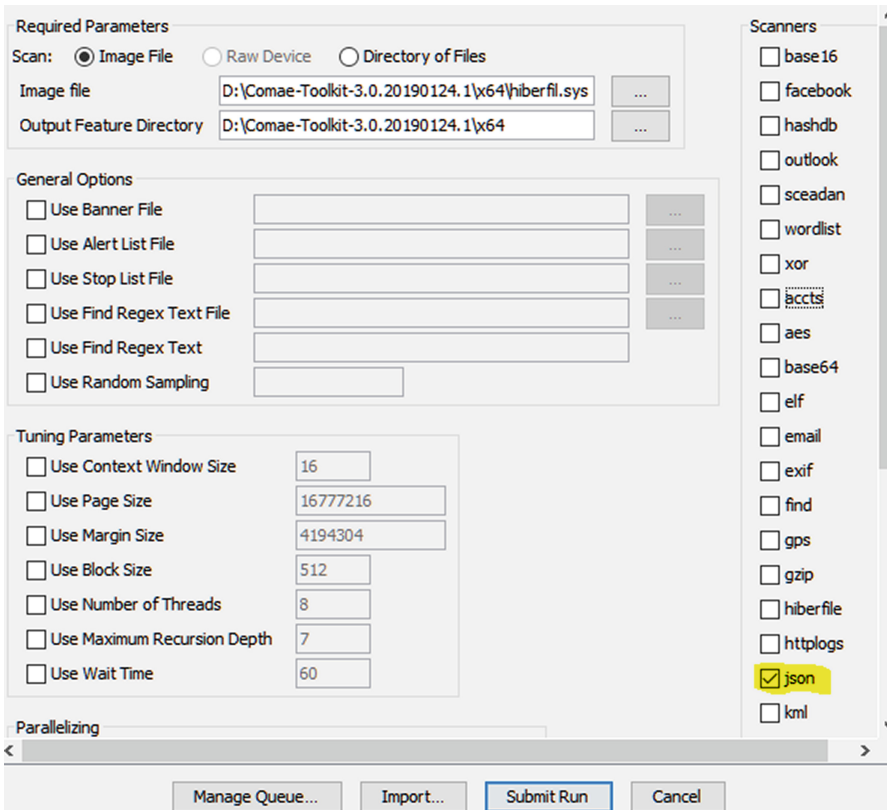 Required Parameters
Scan: Image File Raw Device Directory of Files
Image file D:\Comae-Toolkit-3.0.20190124.1\x64\hiberfil.sys ...
Output Feature Directory D:\Comae-Toolkit-3.0.20190124.1\x64 ...
General Options
Use Banner File ...
Use Alert List File ...
Use Stop List File ...
Use Find Regex Text File ...
Use Find Regex Text
Use Random Sampling
Tuning Parameters
Use Context Window Size 16
Use Page Size 16777216
Use Margin Size 4194304
Use Block Size 512
Use Number of Threads 8
Use Maximum Recursion Depth 7
Use Wait Time 60
Parallelizing
Scanners
base16
facebook
hashdb
outlook
sceadan
wordlist
xor
accts
aes
base64
elf
email
exif
find
gps
gzip
hiberfile
httplogs
json
kml
Manage Queue... Import... Submit Run Cancel